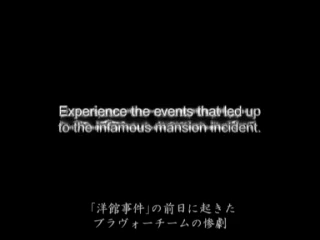 Experience the events that led up
to the infamous mansion incident.
「洋館事件」の前日に起きた
ブラヴォーチームの惨劇